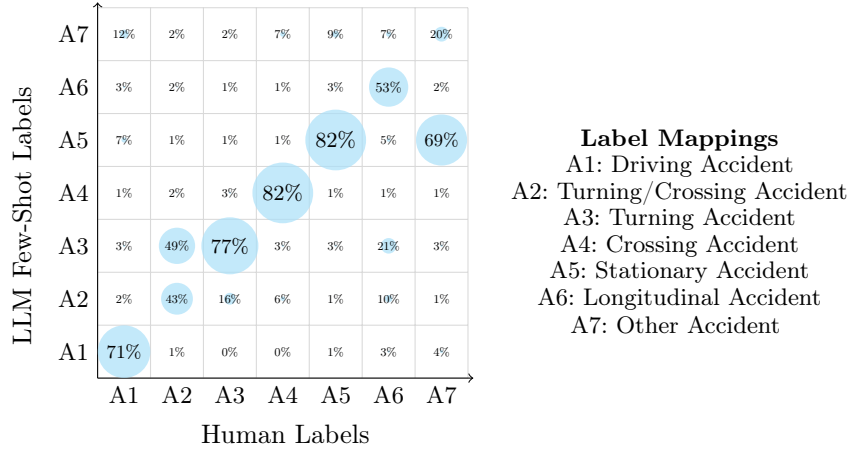 A7 12% 2% 2% 7% 9% 7% 20%
A6 3% 2% 1% 1% 3% 53% 2%
A5 7% 1% 1% 1% 82% 5% 69%
A4 1% 2% 3% 82% 1% 1% 1%
A3 3% 49% 77% 3% 3% 21% 3%
A2 2% 43% 16% 6% 1% 10% 1%
A1 71% 1% 0% 0% 1% 3% 4%
A1 A2 A3 A4 A5 A6 A7
Human Labels
LLM Few-Shot Labels
Label Mappings
A1: Driving Accident
A2: Turning/Crossing Accident
A3: Turning Accident
A4: Crossing Accident
A5: Stationary Accident
A6: Longitudinal Accident
A7: Other Accident